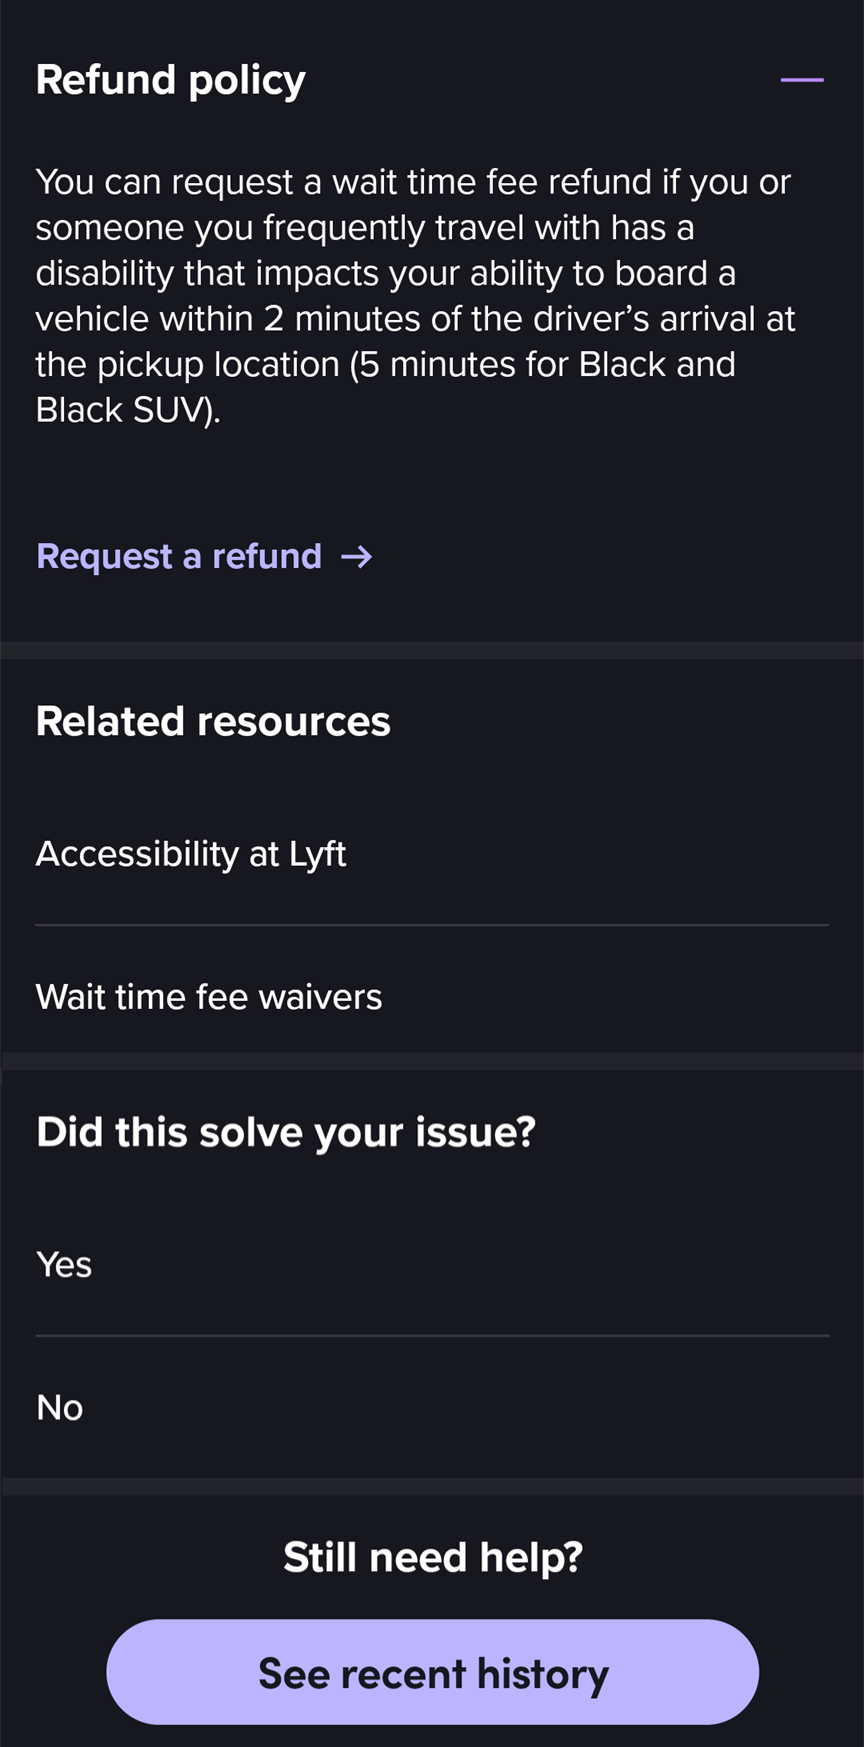 Refund policy
You can request a wait time fee refund if you or
someone you frequently travel with has a
disability that impacts your ability to board a
vehicle within 2 minutes of the driver’s arrival at
the pickup location (5 minutes for Black and
Black SUV).
Request a refund →
Related resources
Accessibility at Lyft
Wait time fee waivers
Did this solve your issue?
Yes
No
Still need help?
See recent history